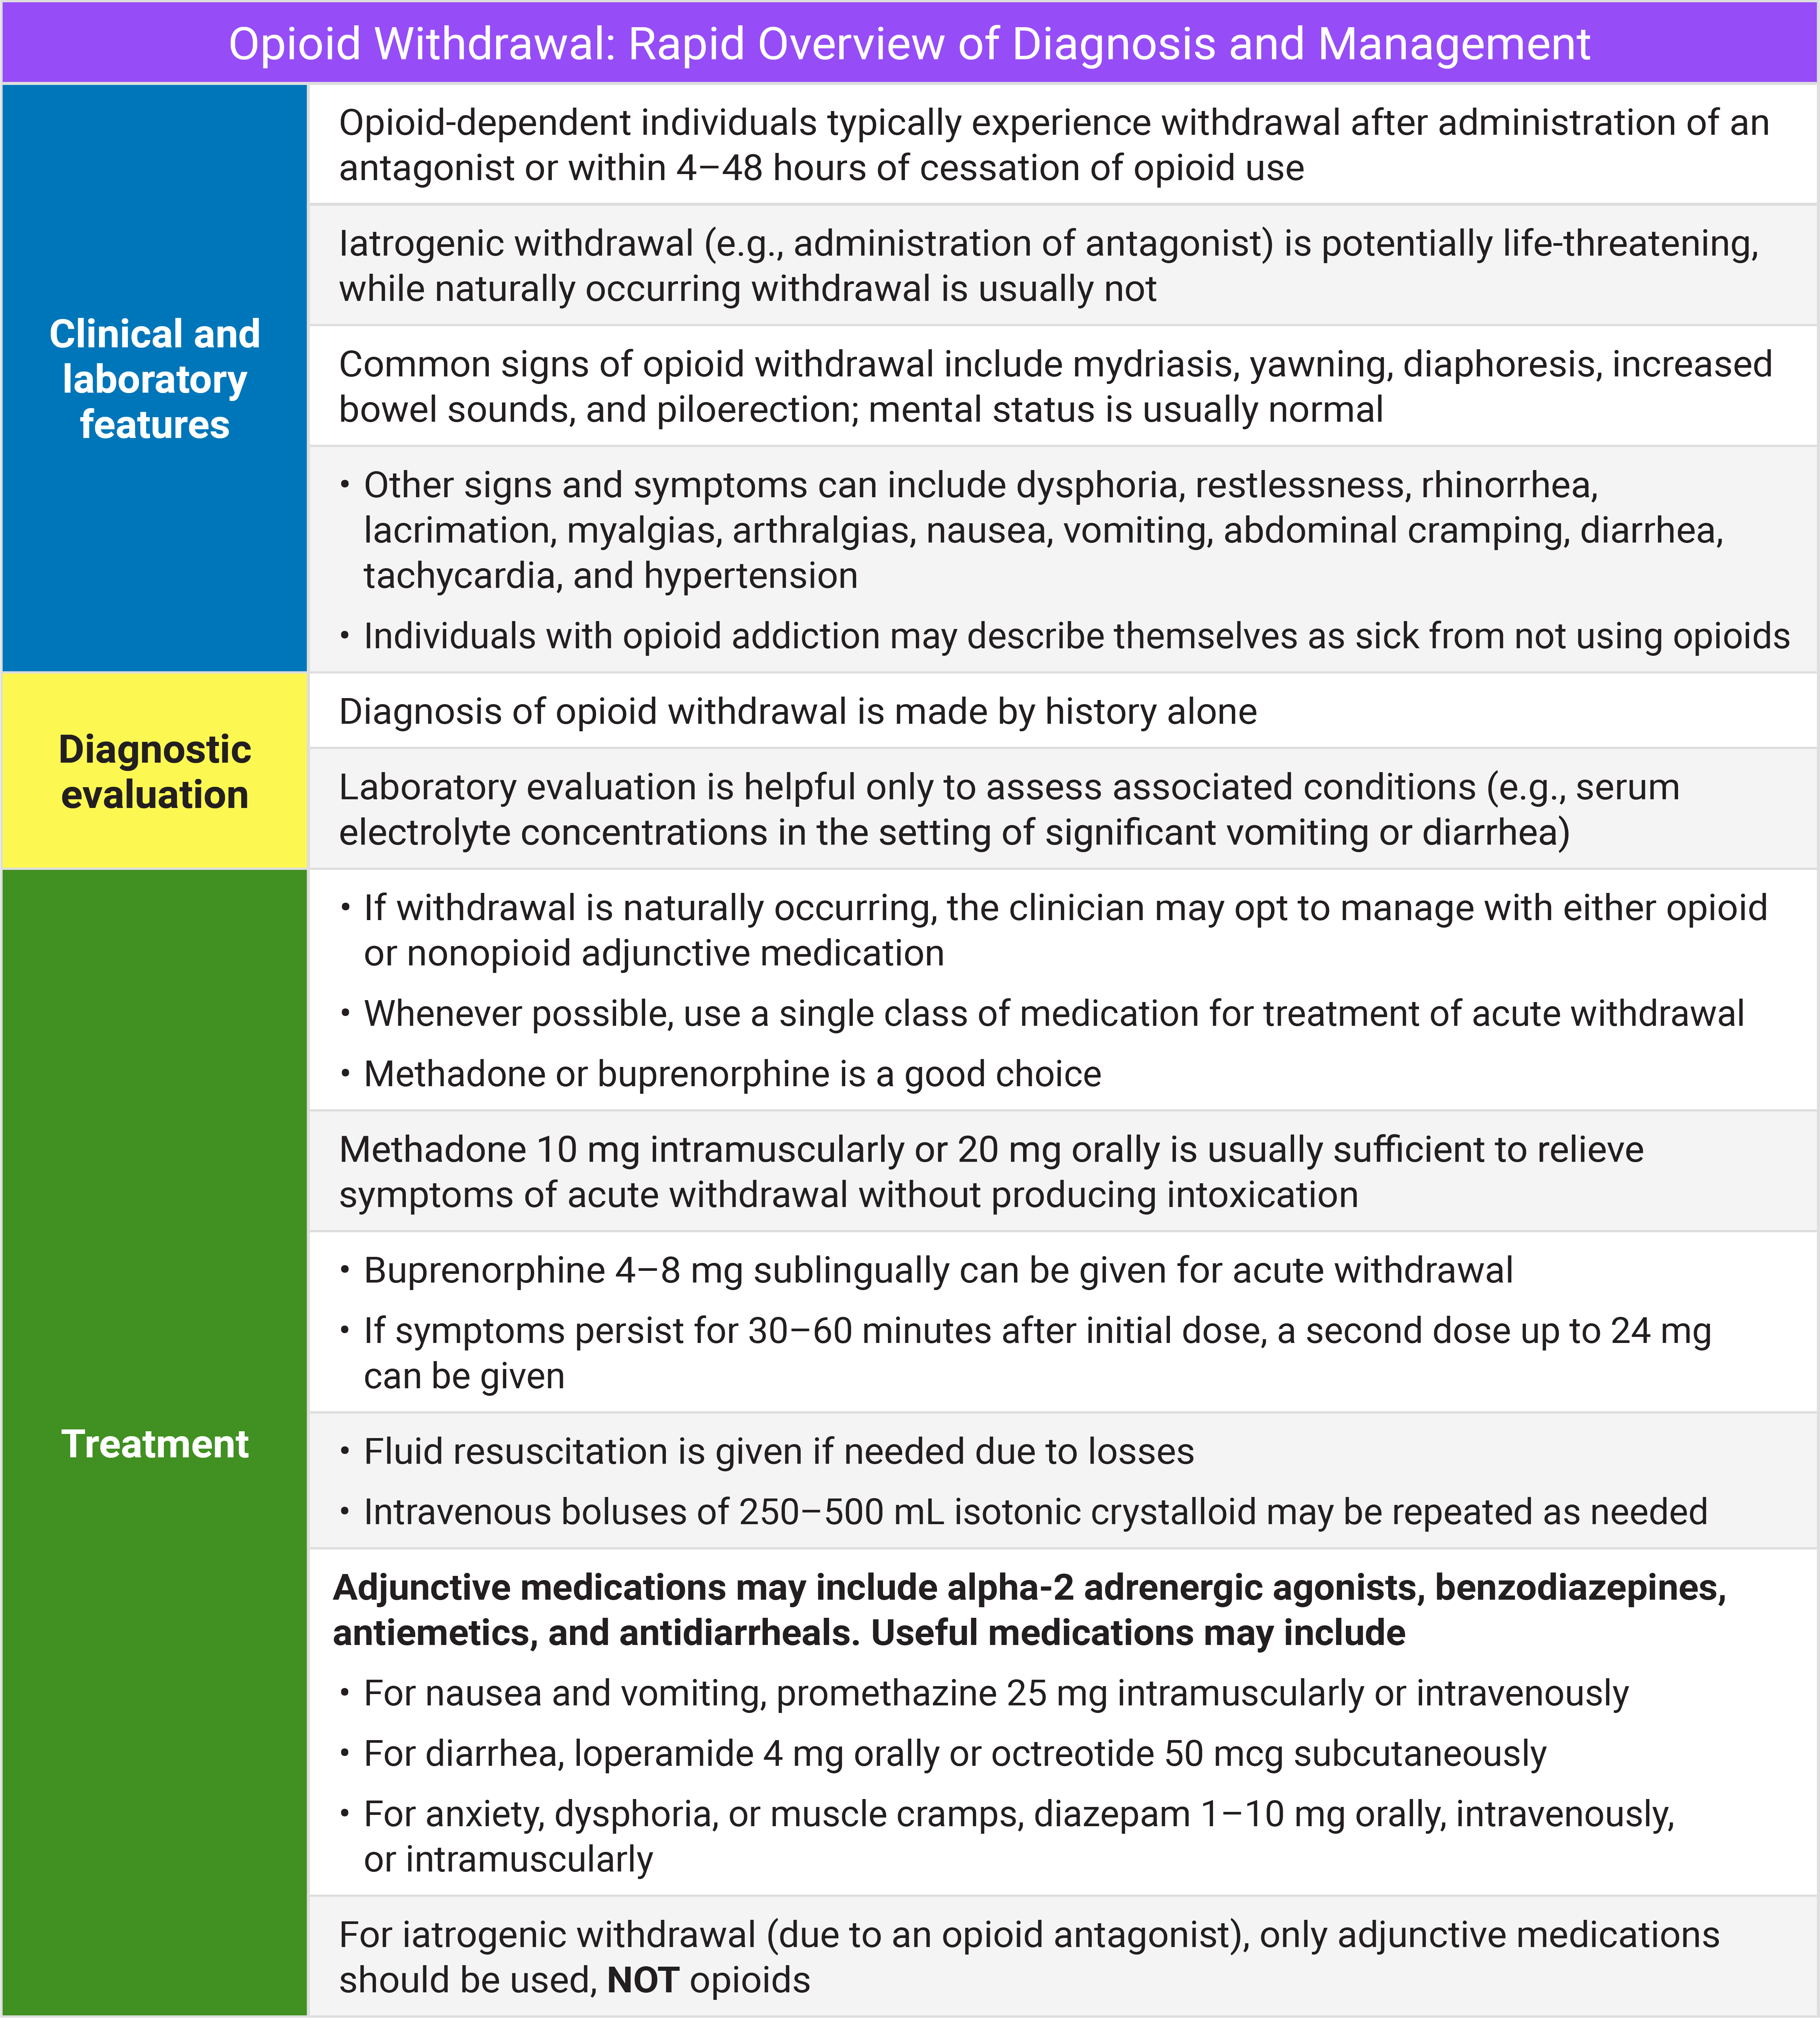 Opioid Withdrawal: Rapid Overview of Diagnosis and Management
Clinical and
laboratory
features
Opioid-dependent individuals typically experience withdrawal after administration of an
antagonist or within 4–48 hours of cessation of opioid use
Iatrogenic withdrawal (e.g., administration of antagonist) is potentially life-threatening,
while naturally occurring withdrawal is usually not
Common signs of opioid withdrawal include mydriasis, yawning, diaphoresis, increased
bowel sounds, and piloerection; mental status is usually normal
• Other signs and symptoms can include dysphoria, restlessness, rhinorrhea,
lacrimation, myalgias, arthralgias, nausea, vomiting, abdominal cramping, diarrhea,
tachycardia, and hypertension
• Individuals with opioid addiction may describe themselves as sick from not using opioids
Diagnostic
evaluation
Diagnosis of opioid withdrawal is made by history alone
Laboratory evaluation is helpful only to assess associated conditions (e.g., serum
electrolyte concentrations in the setting of significant vomiting or diarrhea)
Treatment
• If withdrawal is naturally occurring, the clinician may opt to manage with either opioid
or nonopioid adjunctive medication
• Whenever possible, use a single class of medication for treatment of acute withdrawal
• Methadone or buprenorphine is a good choice
Methadone 10 mg intramuscularly or 20 mg orally is usually sufficient to relieve
symptoms of acute withdrawal without producing intoxication
• Buprenorphine 4–8 mg sublingually can be given for acute withdrawal
• If symptoms persist for 30–60 minutes after initial dose, a second dose up to 24 mg
can be given
• Fluid resuscitation is given if needed due to losses
• Intravenous boluses of 250–500 mL isotonic crystalloid may be repeated as needed
Adjunctive medications may include alpha-2 adrenergic agonists, benzodiazepines,
antiemetics, and antidiarrheals. Useful medications may include
• For nausea and vomiting, promethazine 25 mg intramuscularly or intravenously
• For diarrhea, loperamide 4 mg orally or octreotide 50 mcg subcutaneously
• For anxiety, dysphoria, or muscle cramps, diazepam 1–10 mg orally, intravenously,
or intramuscularly
For iatrogenic withdrawal (due to an opioid antagonist), only adjunctive medications
should be used, NOT opioids